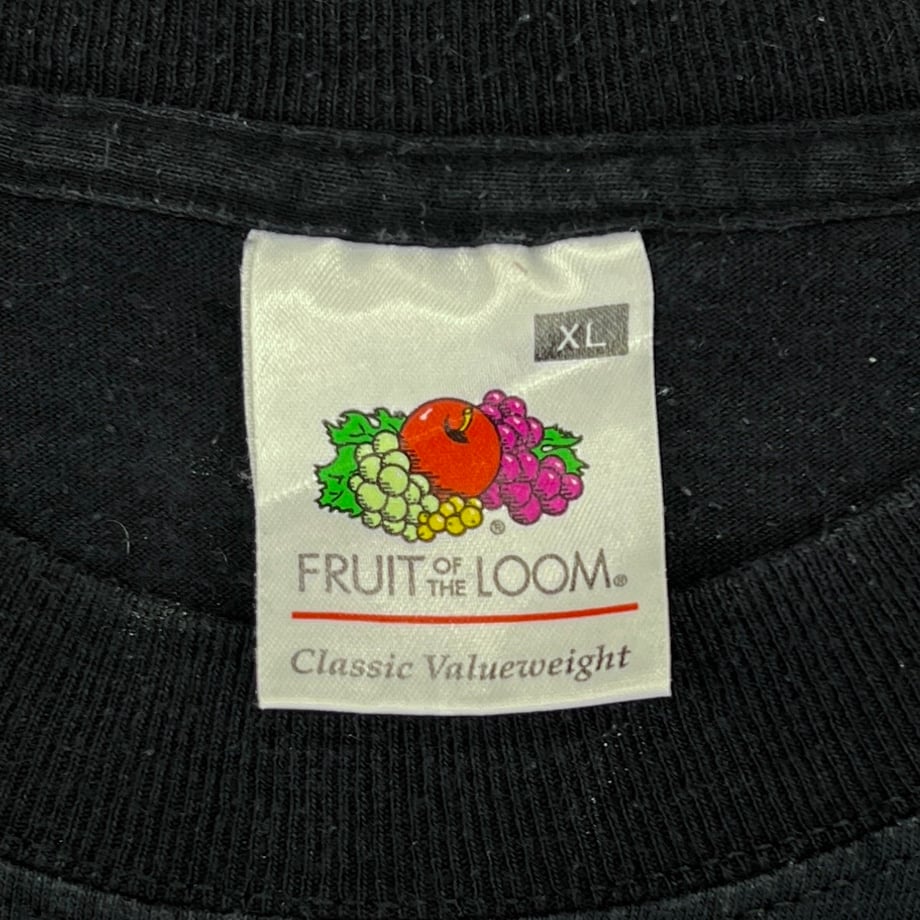 XL
®
FRUIT OF THE LOOM®
Classic Valueweight